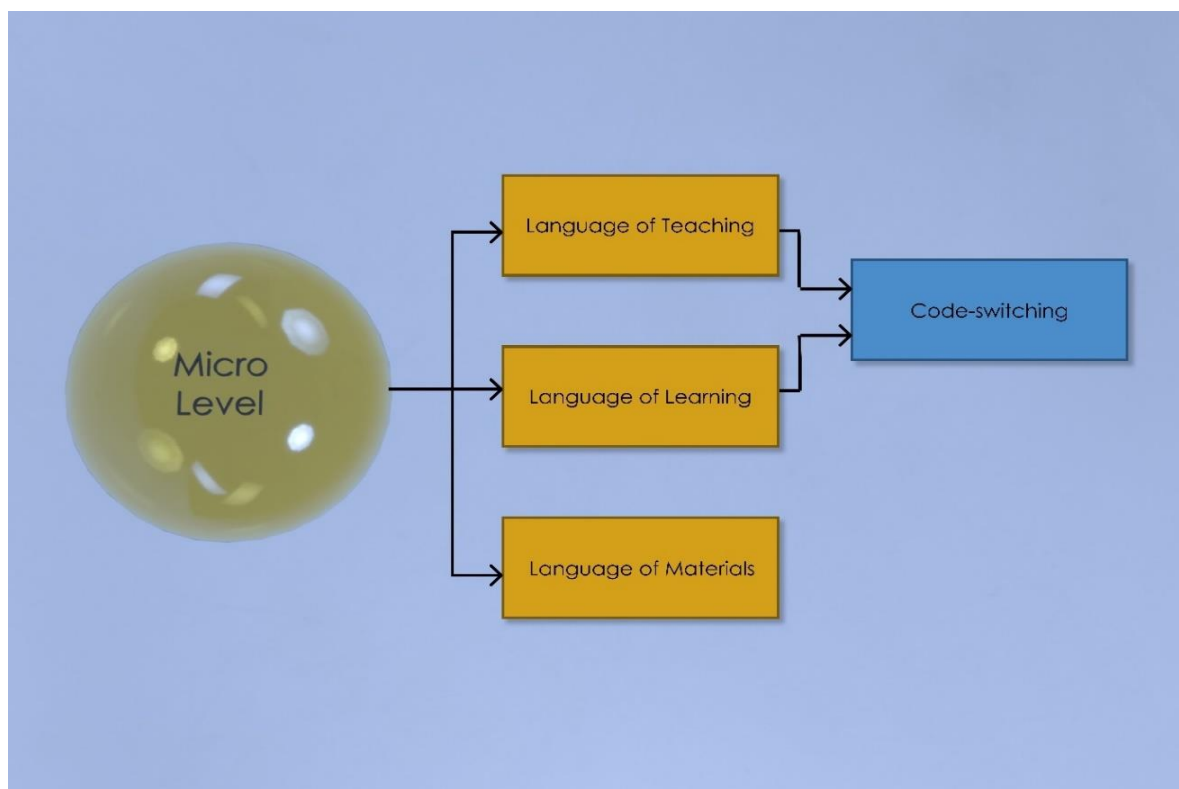 Micro
Level
Language of Teaching
Language of Learning
Language of Materials
Code-switching